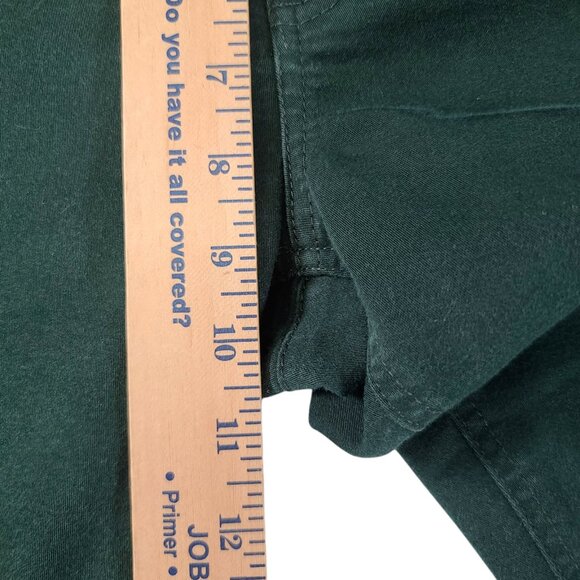 Do you have it all covered?
• Primer •
JOB
7
8
9
10
11
12